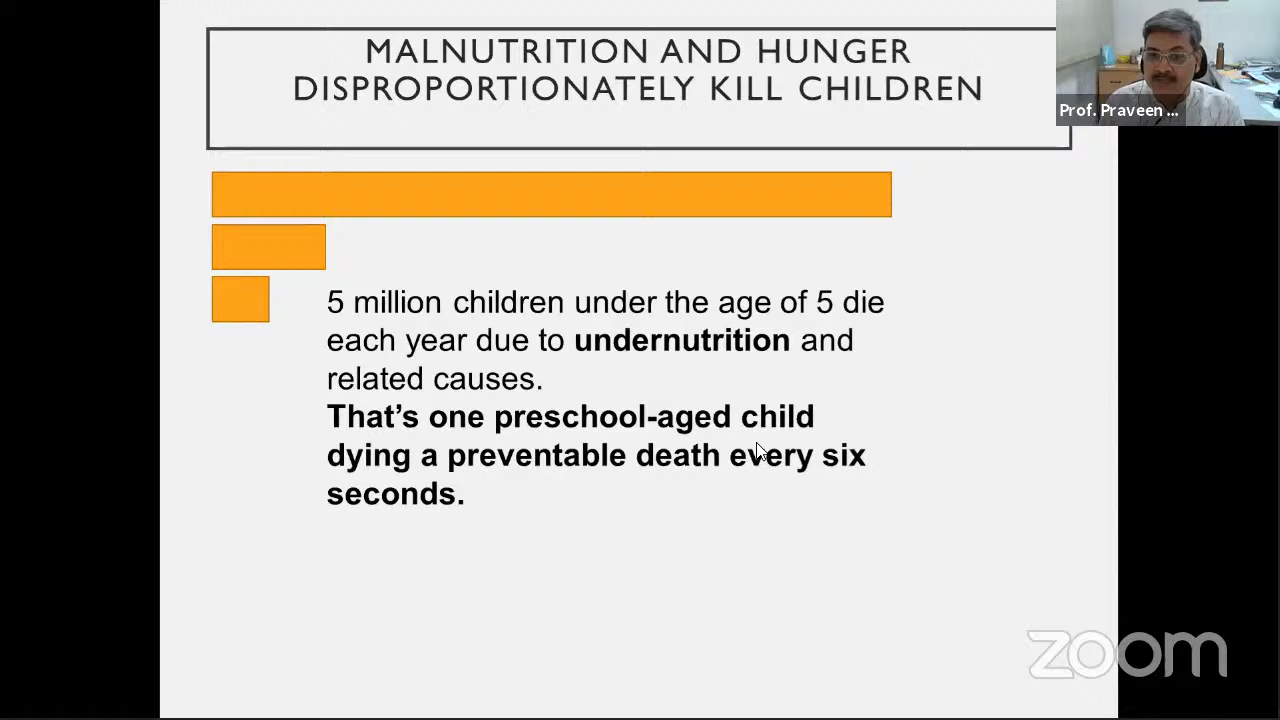 MALNUTRITION AND HUNGER
DISPROPORTIONATELY KILL CHILDREN
Prof. Praveen ...
5 million children under the age of 5 die
each year due to undernutrition and
related causes.
That’s one preschool-aged child
dying a preventable death every six
seconds.
zoom